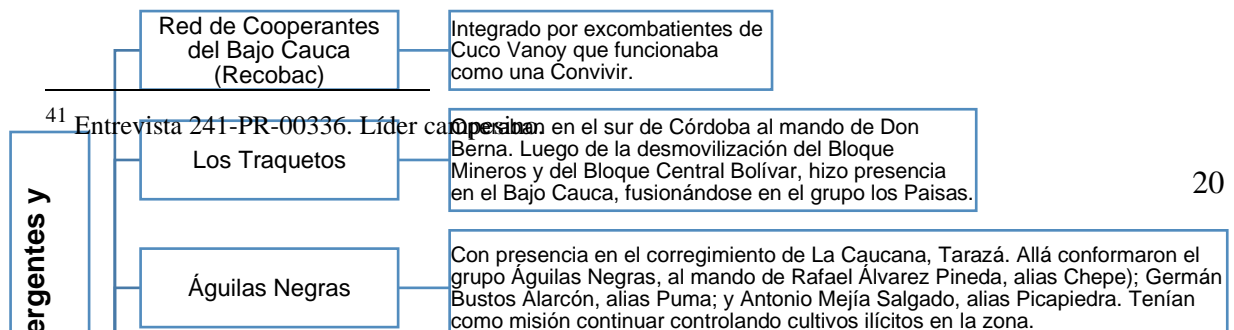 Red de Cooperantes
del Bajo Cauca
(Recobac)
Integrado por excombatientes de
Cuco Vanoy que funcionaba
como una Convivir.
41 Entrevista 241-PR-00336. Líder campesino.
Los Traquetos
Operaban en el sur de Córdoba al mando de Don
Berna. Luego de la desmovilización del Bloque
Mineros y del Bloque Central Bolívar, hizo presencia
en el Bajo Cauca, fusionándose en el grupo los Paisas.
20
ergentes y
Águilas Negras
Con presencia en el corregimiento de La Caucana, Tarazá. Allá conformaron el
grupo Águilas Negras, al mando de Rafael Álvarez Pineda, alias Chepe); Germán
Bustos Alarcón, alias Puma; y Antonio Mejía Salgado, alias Picapiedra. Tenían
como misión continuar controlando cultivos ilícitos en la zona.